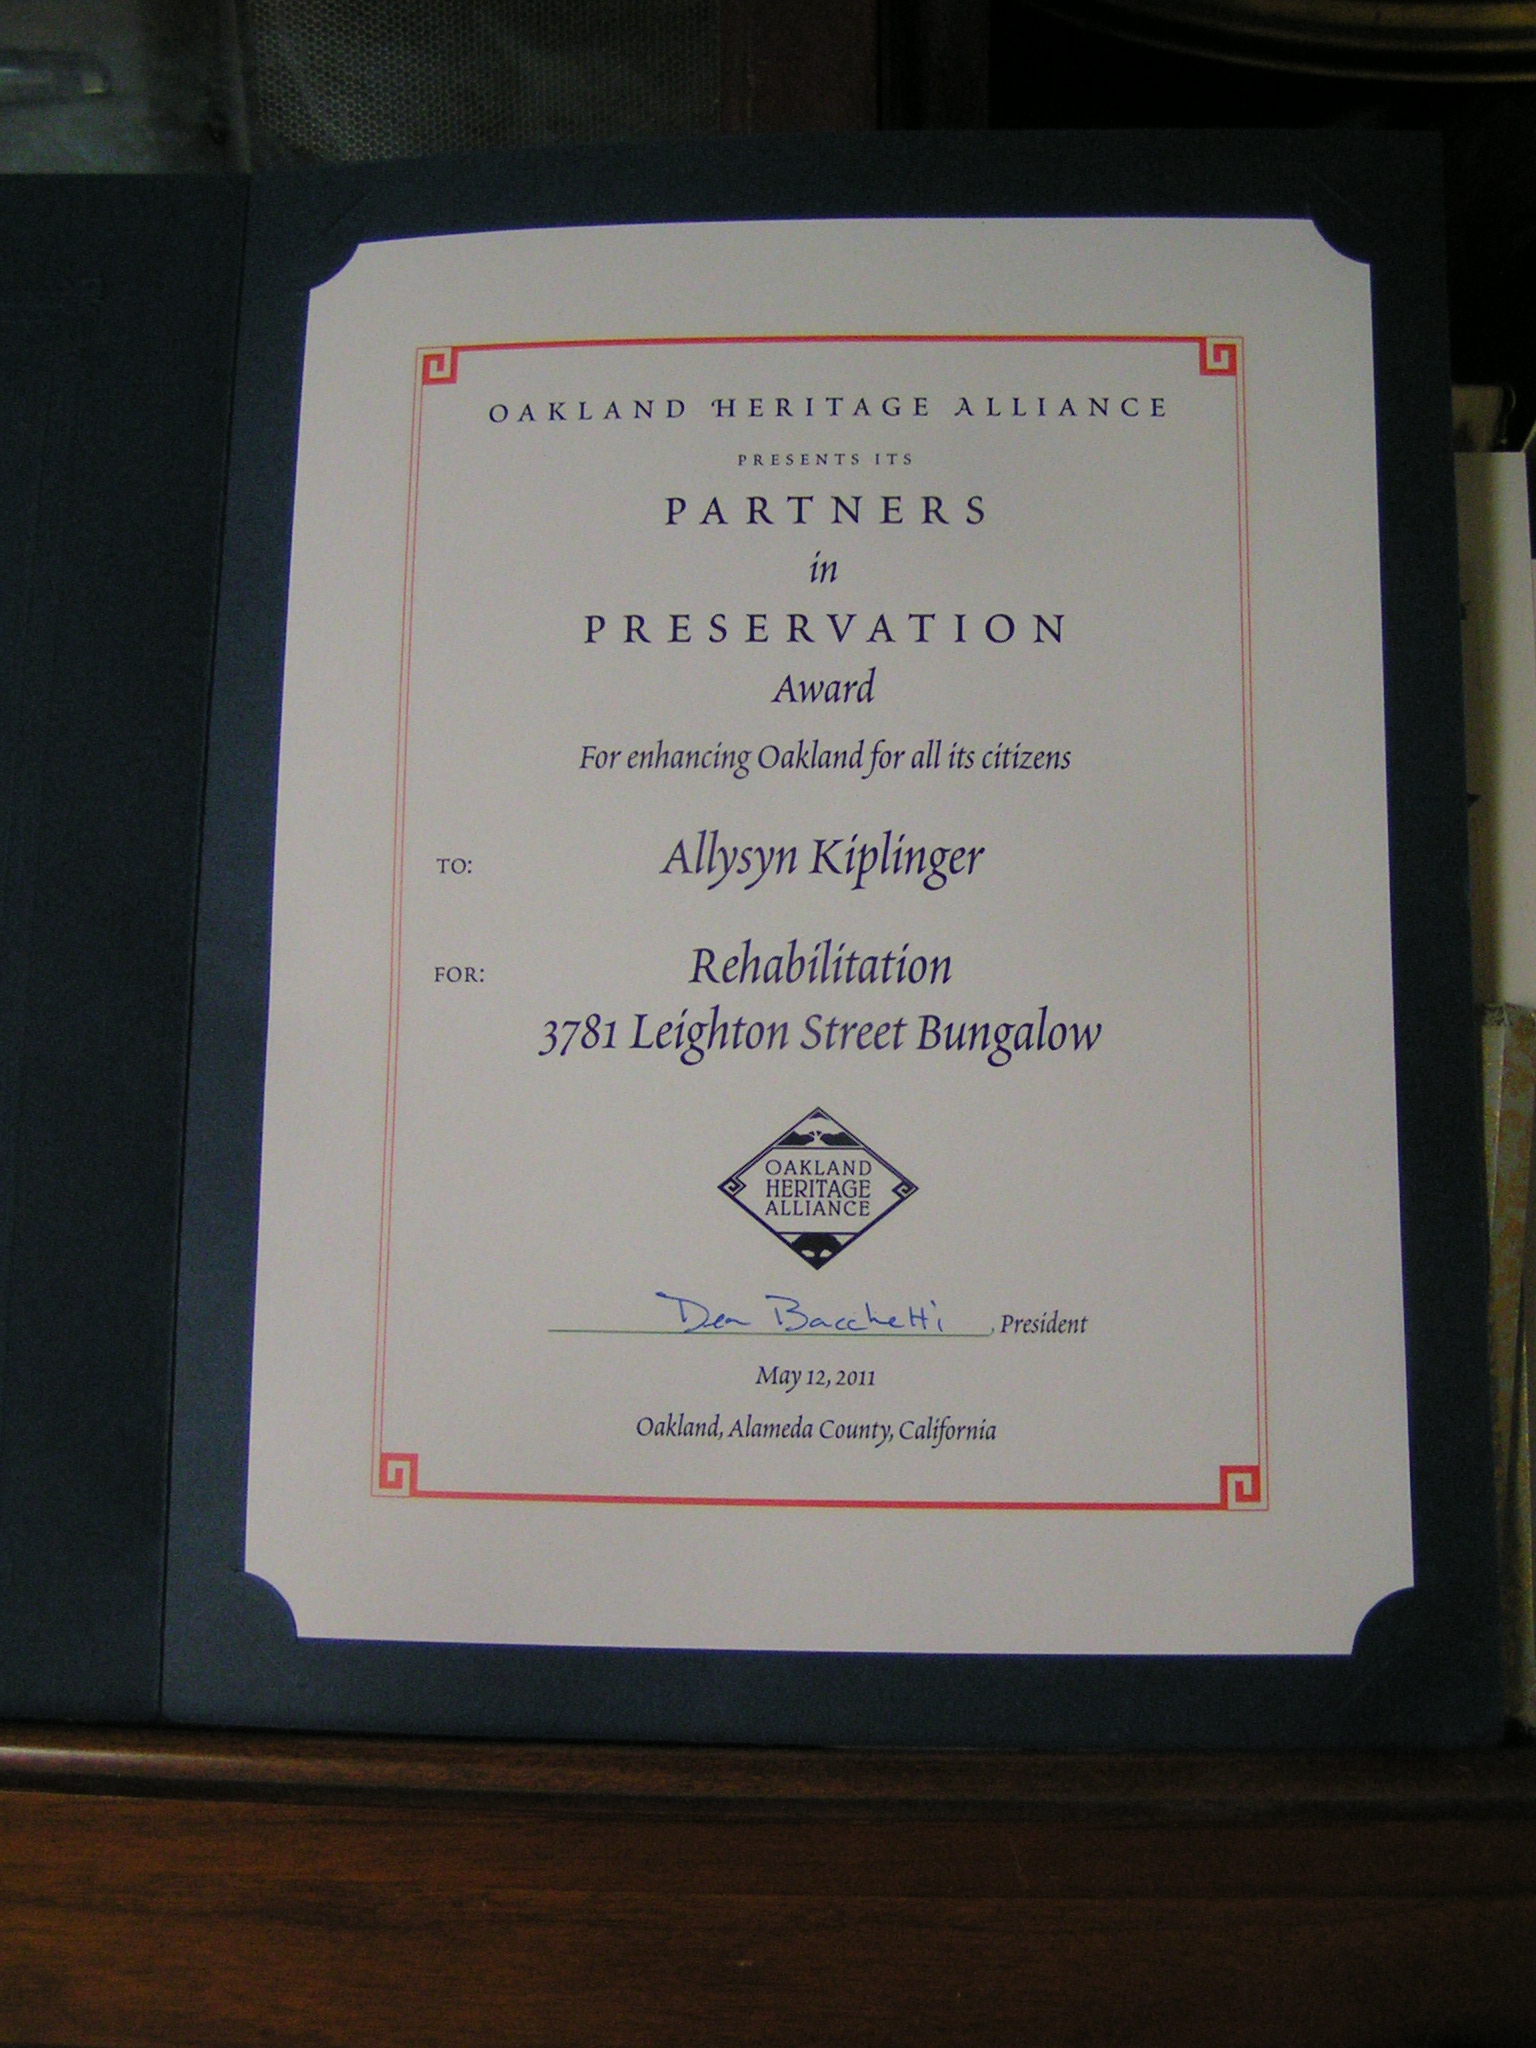 OAKLAND HERITAGE ALLIANCE
PRESENTS ITS
PARTNERS
in
PRESERVATION
Award
For enhancing Oakland for all its citizens
TO: Allysyn Kiplinger
FOR: Rehabilitation
3781 Leighton Street Bungalow
OAKLAND
HERITAGE
ALLIANCE
Dea Bacchetti, President
May 12, 2011
Oakland, Alameda County, California